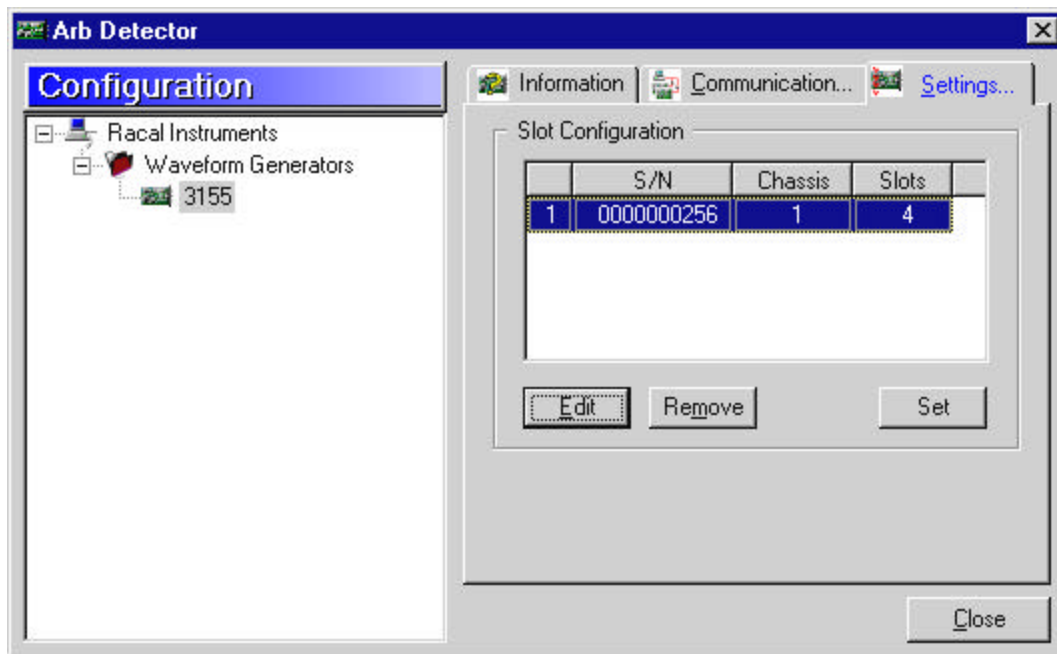 Arb Detector
Configuration
Racal Instruments
Waveform Generators
3155
Information Communication... Settings...
Slot Configuration
S/N Chassis Slots
1 0000000256 1 4
Edit Remove Set
Close